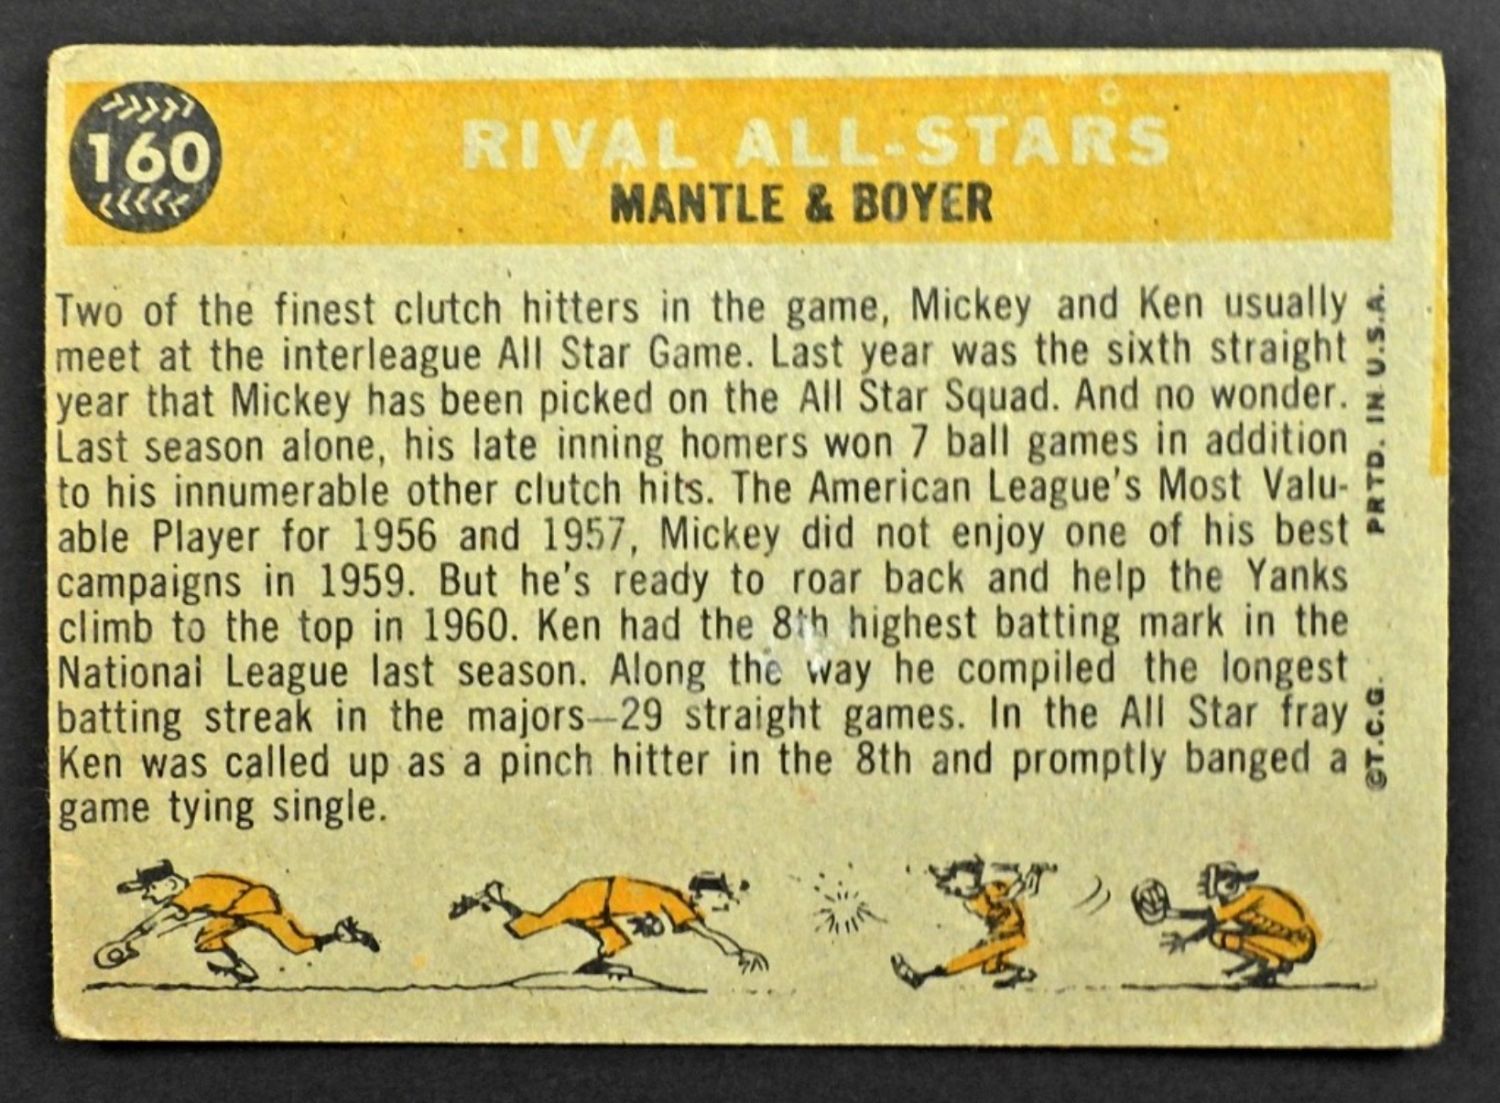 160
RIVAL ALL-STARS
MANTLE & BOYER
Two of the finest clutch hitters in the game, Mickey and Ken usually
meet at the interleague All Star Game. Last year was the sixth straight
year that Mickey has been picked on the All Star Squad. And no wonder.
Last season alone, his late inning homers won 7 ball games in addition
to his innumerable other clutch hits. The American League's Most Valu-
able Player for 1956 and 1957, Mickey did not enjoy one of his best
campaigns in 1959. But he's ready to roar back and help the Yanks
climb to the top in 1960. Ken had the 8th highest batting mark in the
National League last season. Along the way he compiled the longest
batting streak in the majors—29 straight games. In the All Star fray
Ken was called up as a pinch hitter in the 8th and promptly banged a
game tying single.
©T.C.G. PRTD. IN U.S.A.